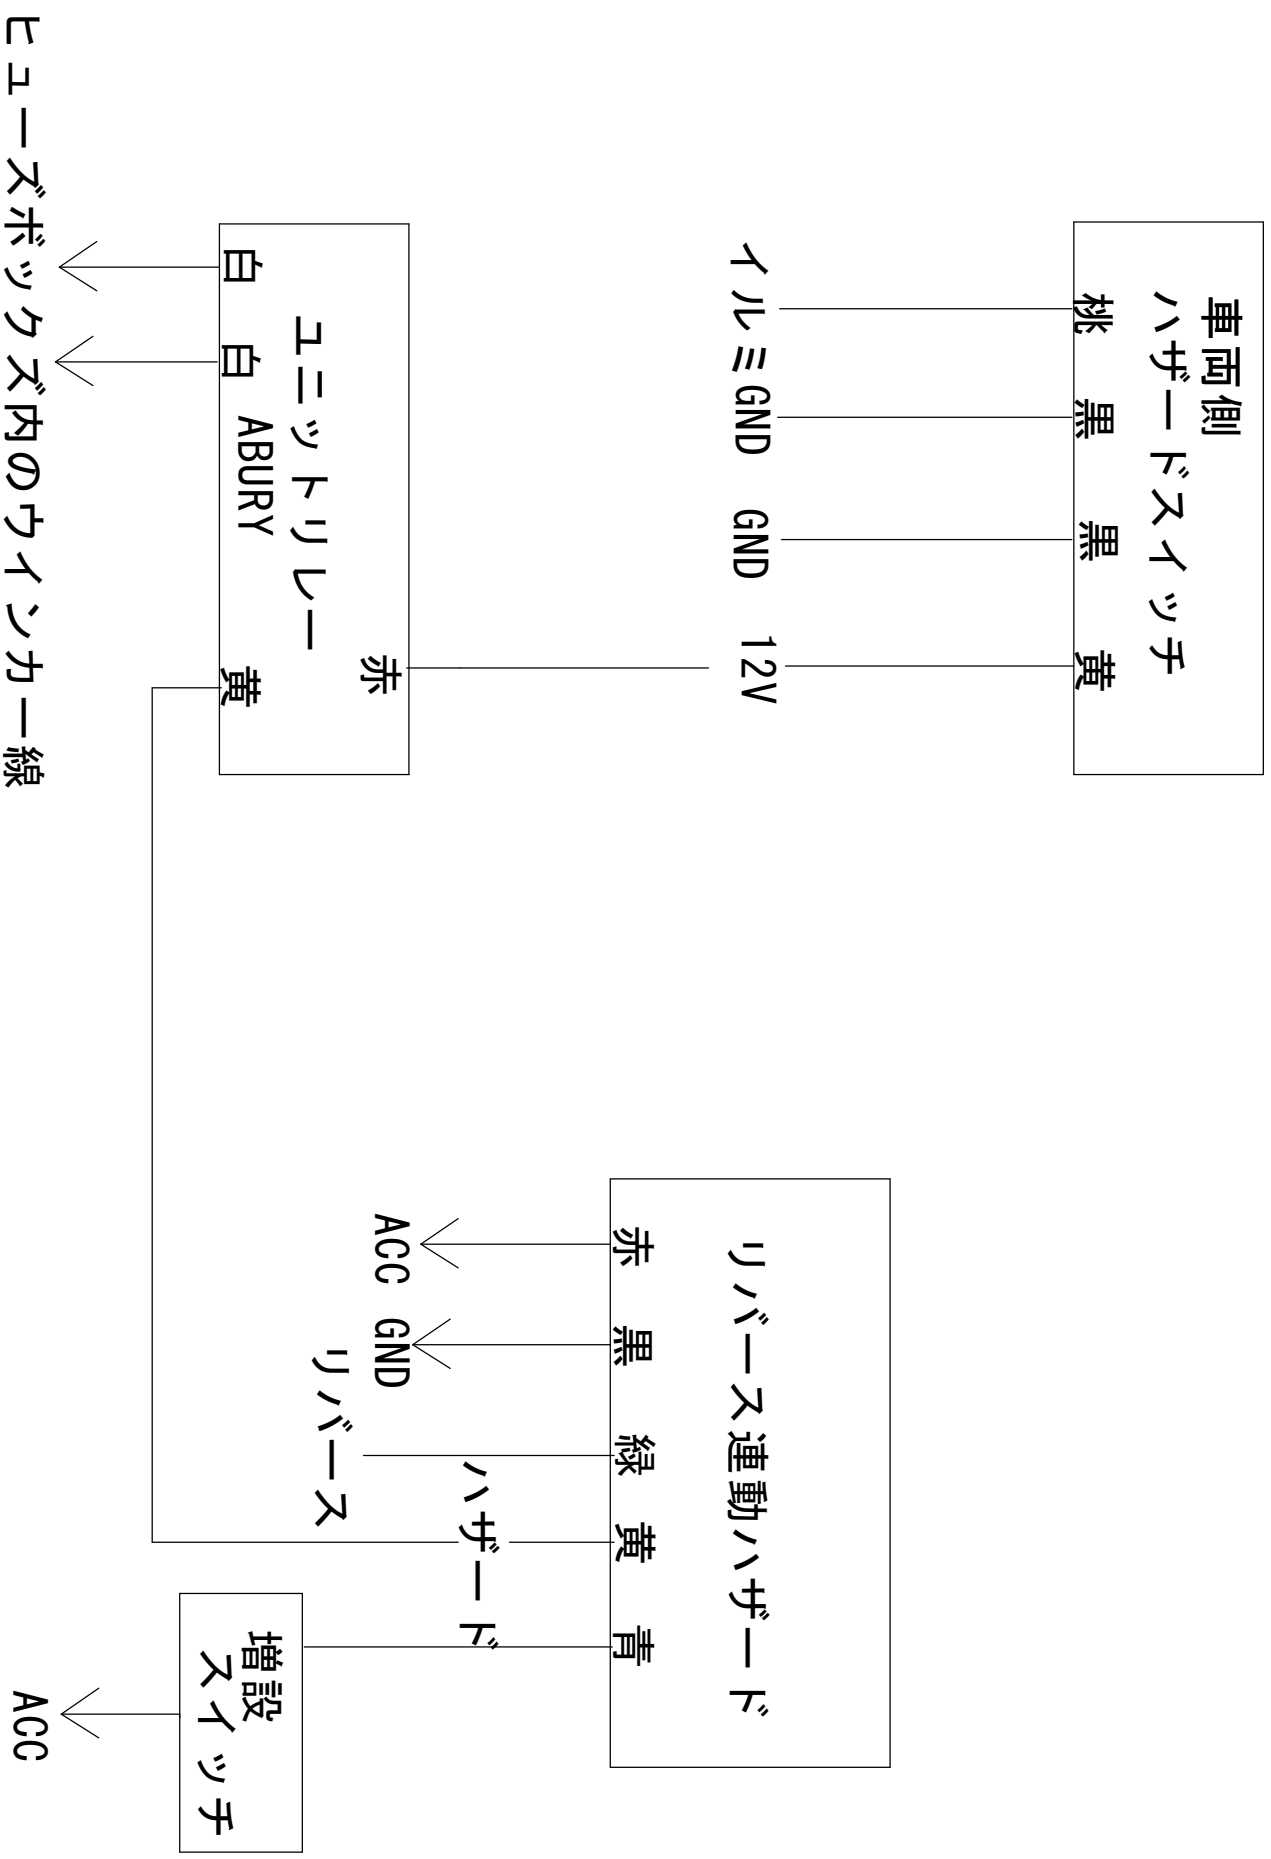 車両側
ハザードスイッチ
桃 黒 黒 黄
イルミ GND GND 12V
赤
ユニットリレー
ABURY
白 白 黄
ヒューズボックズ内のウインカー線
リバース連動ハザード
赤 黒 緑 黄 青
ハザード
ACC GND
リバース
増設
スイッチ
ACC